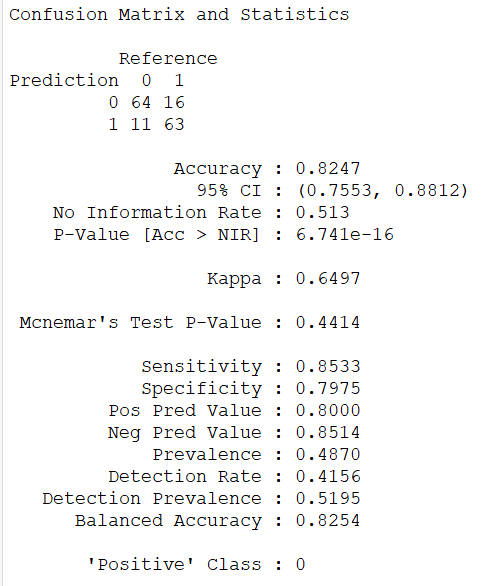 Confusion Matrix and Statistics
Reference
Prediction 0 1
0 64 16
1 11 63
Accuracy : 0.8247
95% CI : (0.7553, 0.8812)
No Information Rate : 0.513
P-Value [Acc > NIR] : 6.741e-16
Kappa : 0.6497
Mcnemar's Test P-Value : 0.4414
Sensitivity : 0.8533
Specificity : 0.7975
Pos Pred Value : 0.8000
Neg Pred Value : 0.8514
Prevalence : 0.4870
Detection Rate : 0.4156
Detection Prevalence : 0.5195
Balanced Accuracy : 0.8254
'Positive' Class : 0